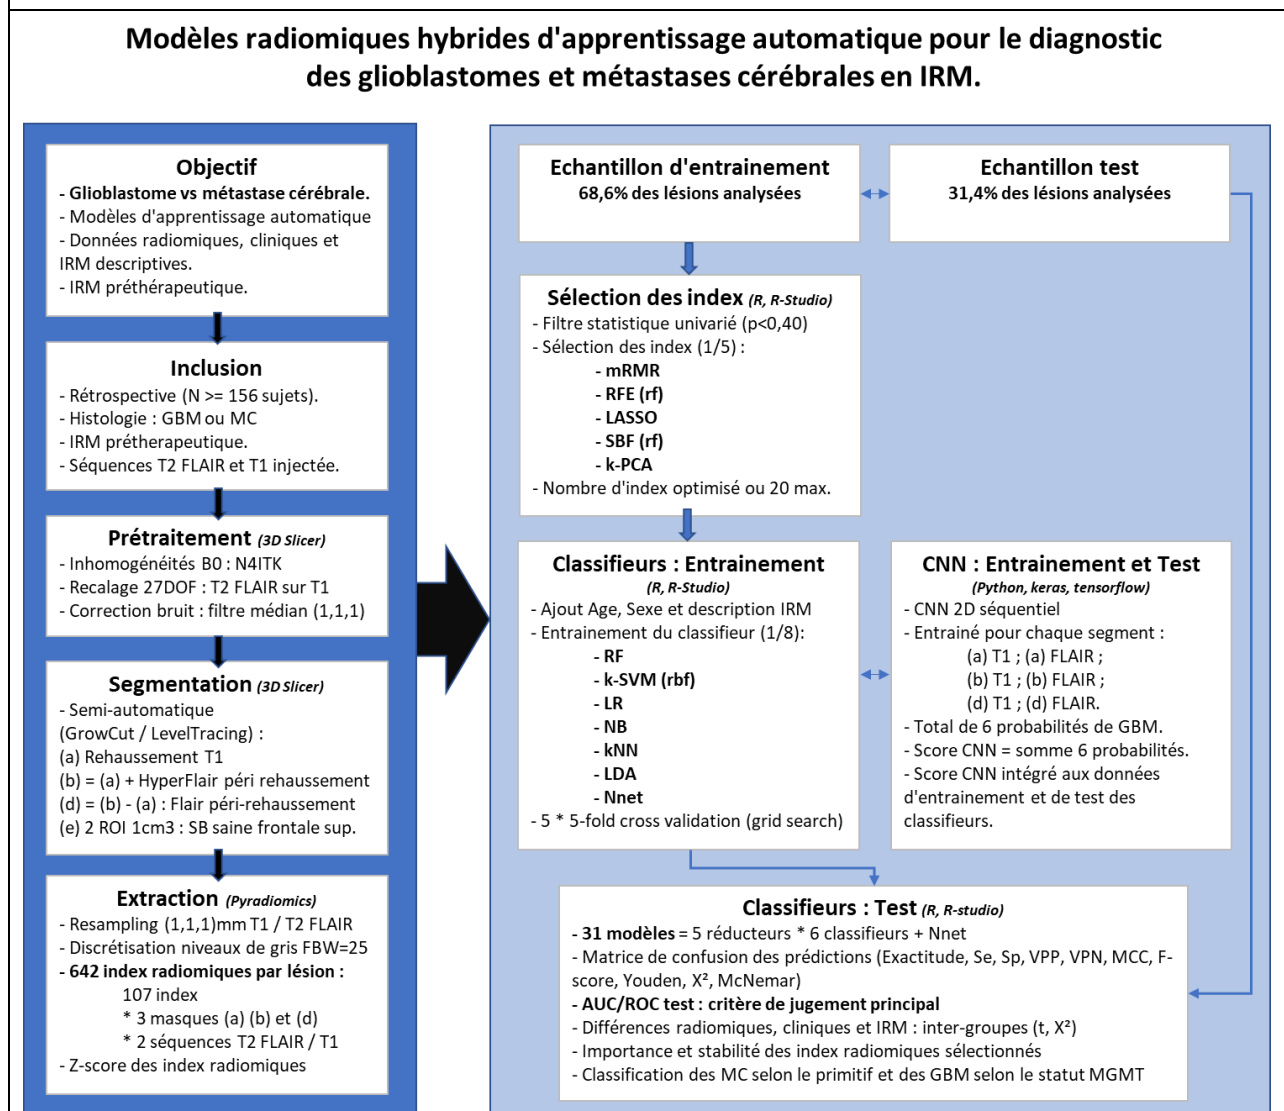 Modèles radiomiques hybrides d'apprentissage automatique pour le diagnostic
des glioblastomes et métastases cérébrales en IRM.
Objectif
- Glioblastome vs métastase cérébrale.
- Modèles d'apprentissage automatique
- Données radiomiques, cliniques et
IRM descriptives.
- IRM préthérapeutique.
Inclusion
- Rétrospective (N >= 156 sujets).
- Histologie : GBM ou MC
- IRM prétherapeutique.
- Séquences T2 FLAIR et T1 injectée.
Prétraitement (3D Slicer)
- Inhomogénéités B0 : N4ITK
- Recalage 27DOF : T2 FLAIR sur T1
- Correction bruit : filtre médian (1,1,1)
Segmentation (3D Slicer)
- Semi-automatique
(GrowCut / LevelTracing) :
(a) Rehaussement T1
(b) = (a) + HyperFlair péri rehaussement
(d) = (b) - (a) : Flair péri-rehaussement
(e) 2 ROI 1cm3 : SB saine frontale sup.
Extraction (Pyradiomics)
- Resampling (1,1,1)mm T1 / T2 FLAIR
- Discrétisation niveaux de gris FBW=25
- 642 index radiomiques par lésion :
107 index
* 3 masques (a) (b) et (d)
* 2 séquences T2 FLAIR / T1
- Z-score des index radiomiques
Echantillon d'entrainement
68,6% des lésions analysées
Echantillon test
31,4% des lésions analysées
Sélection des index (R, R-Studio)
- Filtre statistique univarié (p<0,40)
- Sélection des index (1/5) :
- mRMR
- RFE (rf)
- LASSO
- SBF (rf)
- k-PCA
- Nombre d'index optimisé ou 20 max.
Classifieurs : Entrainement
(R, R-Studio)
- Ajout Age, Sexe et description IRM
- Entrainement du classifieur (1/8):
- RF
- k-SVM (rbf)
- LR
- NB
- kNN
- LDA
- Nnet
- 5 * 5-fold cross validation (grid search)
CNN : Entrainement et Test
(Python, keras, tensorflow)
- CNN 2D séquentiel
- Entrainé pour chaque segment :
(a) T1 ; (a) FLAIR ;
(b) T1 ; (b) FLAIR ;
(d) T1 ; (d) FLAIR.
- Total de 6 probabilités de GBM.
- Score CNN = somme 6 probabilités.
- Score CNN intégré aux données
d'entrainement et de test des
classifieurs.
Classifieurs : Test (R, R-studio)
- 31 modèles = 5 réducteurs * 6 classifieurs + Nnet
- Matrice de confusion des prédictions (Exactitude, Se, Sp, VPP, VPN, MCC, F-
score, Youden, X², McNemar)
- AUC/ROC test : critère de jugement principal
- Différences radiomiques, cliniques et IRM : inter-groupes (t, X²)
- Importance et stabilité des index radiomiques sélectionnés
- Classification des MC selon le primitif et des GBM selon le statut MGMT